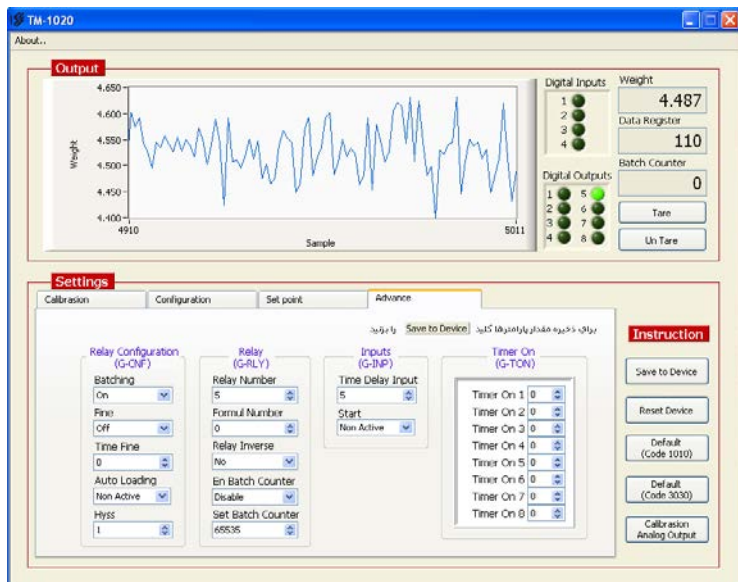 TM-1020
About..
Output
4.650
4.600
4.550
4.500
4.450
4.400
Weight
4910
5011
Sample
Digital Inputs
1
2
3
4
Digital Outputs
1 5
2 6
3 7
4 8
Weight
4.487
Data Register
110
Batch Counter
0
Tare
Un Tare
Settings
Calibrasion
Configuration
Set point
Advance
برای ذخیره مقدار پارامترها کلید Save to Device را بزنید
Relay Configuration
(G-CNF)
Batching
On
Fine
Off
Time Fine
0
Auto Loading
Non Active
Hyss
1
Relay
(G-RLY)
Relay Number
5
Formul Number
0
Relay Inverse
No
En Batch Counter
Disable
Set Batch Counter
65535
Inputs
(G-INP)
Time Delay Input
5
Start
Non Active
Timer On
(G-TON)
Timer On 1 0
Timer On 2 0
Timer On 3 0
Timer On 4 0
Timer On 5 0
Timer On 6 0
Timer On 7 0
Timer On 8 0
Instruction
Save to Device
Reset Device
Default
(Code 1010)
Default
(Code 3030)
Calibrasion
Analog Output